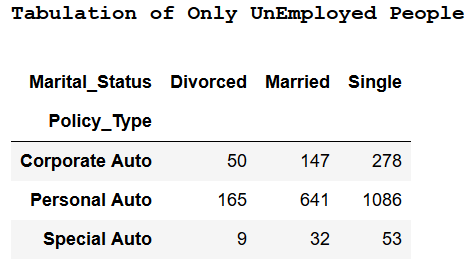 Tabulation of Only UnEmployed People
Marital_Status Divorced Married Single
Policy_Type
Corporate Auto 50 147 278
Personal Auto 165 641 1086
Special Auto 9 32 53